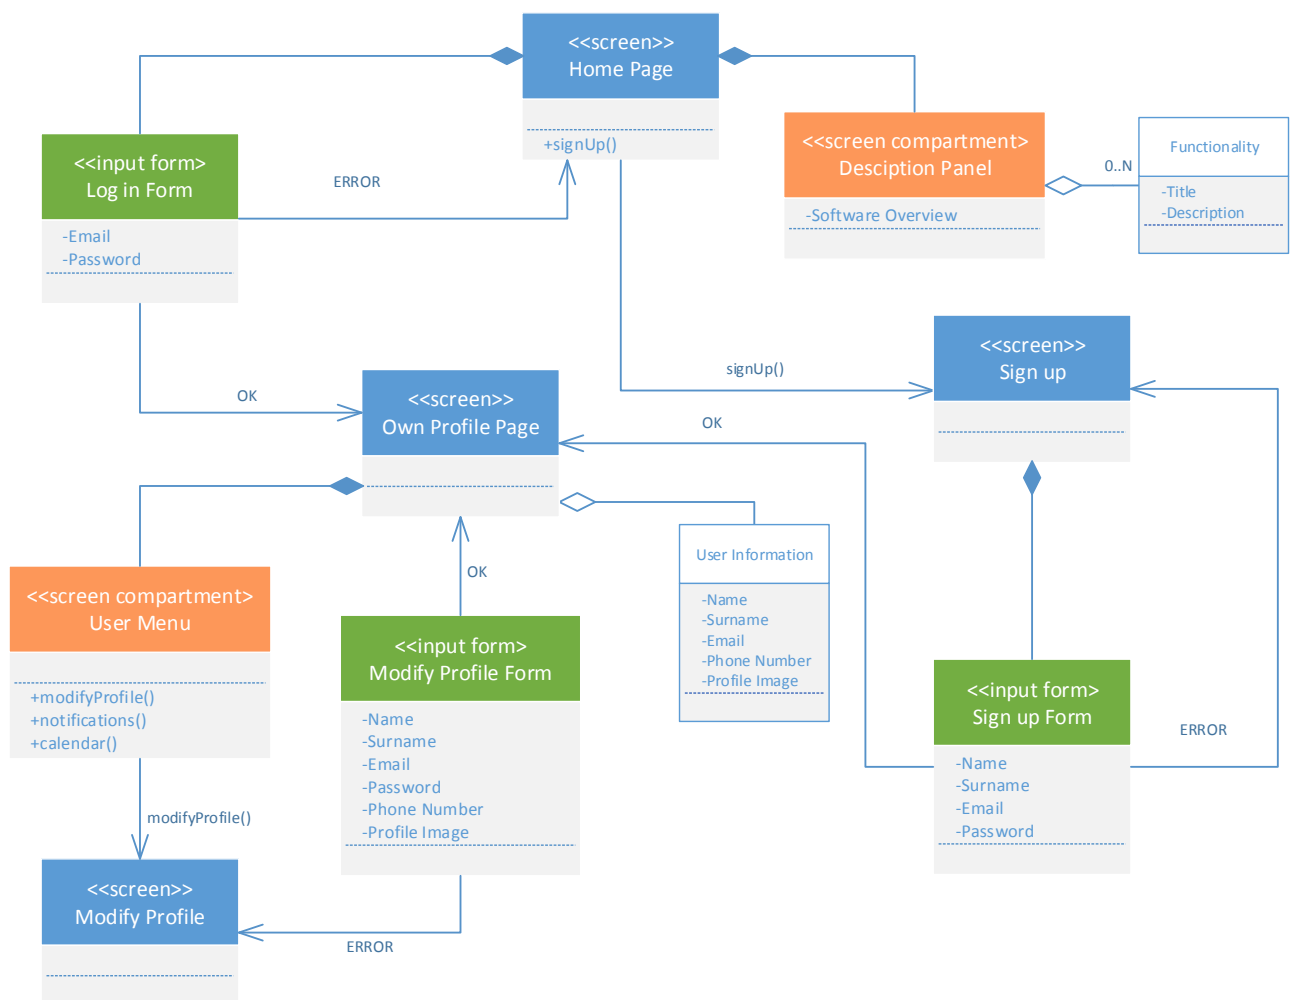 <<screen>>
Home Page
+signUp()
<<input form>
Log in Form
-Email
-Password
ERROR
<<screen compartment>
Desciption Panel
-Software Overview
0..N
Functionality
-Title
-Description
<<screen>>
Sign up
signUp()
OK
<<screen>>
Own Profile Page
OK
User Information
-Name
-Surname
-Email
-Phone Number
-Profile Image
<<screen compartment>
User Menu
+modifyProfile()
+notifications()
+calendar()
OK
<<input form>
Modify Profile Form
-Name
-Surname
-Email
-Password
-Phone Number
-Profile Image
<<input form>
Sign up Form
-Name
-Surname
-Email
-Password
ERROR
modifyProfile()
<<screen>>
Modify Profile
ERROR